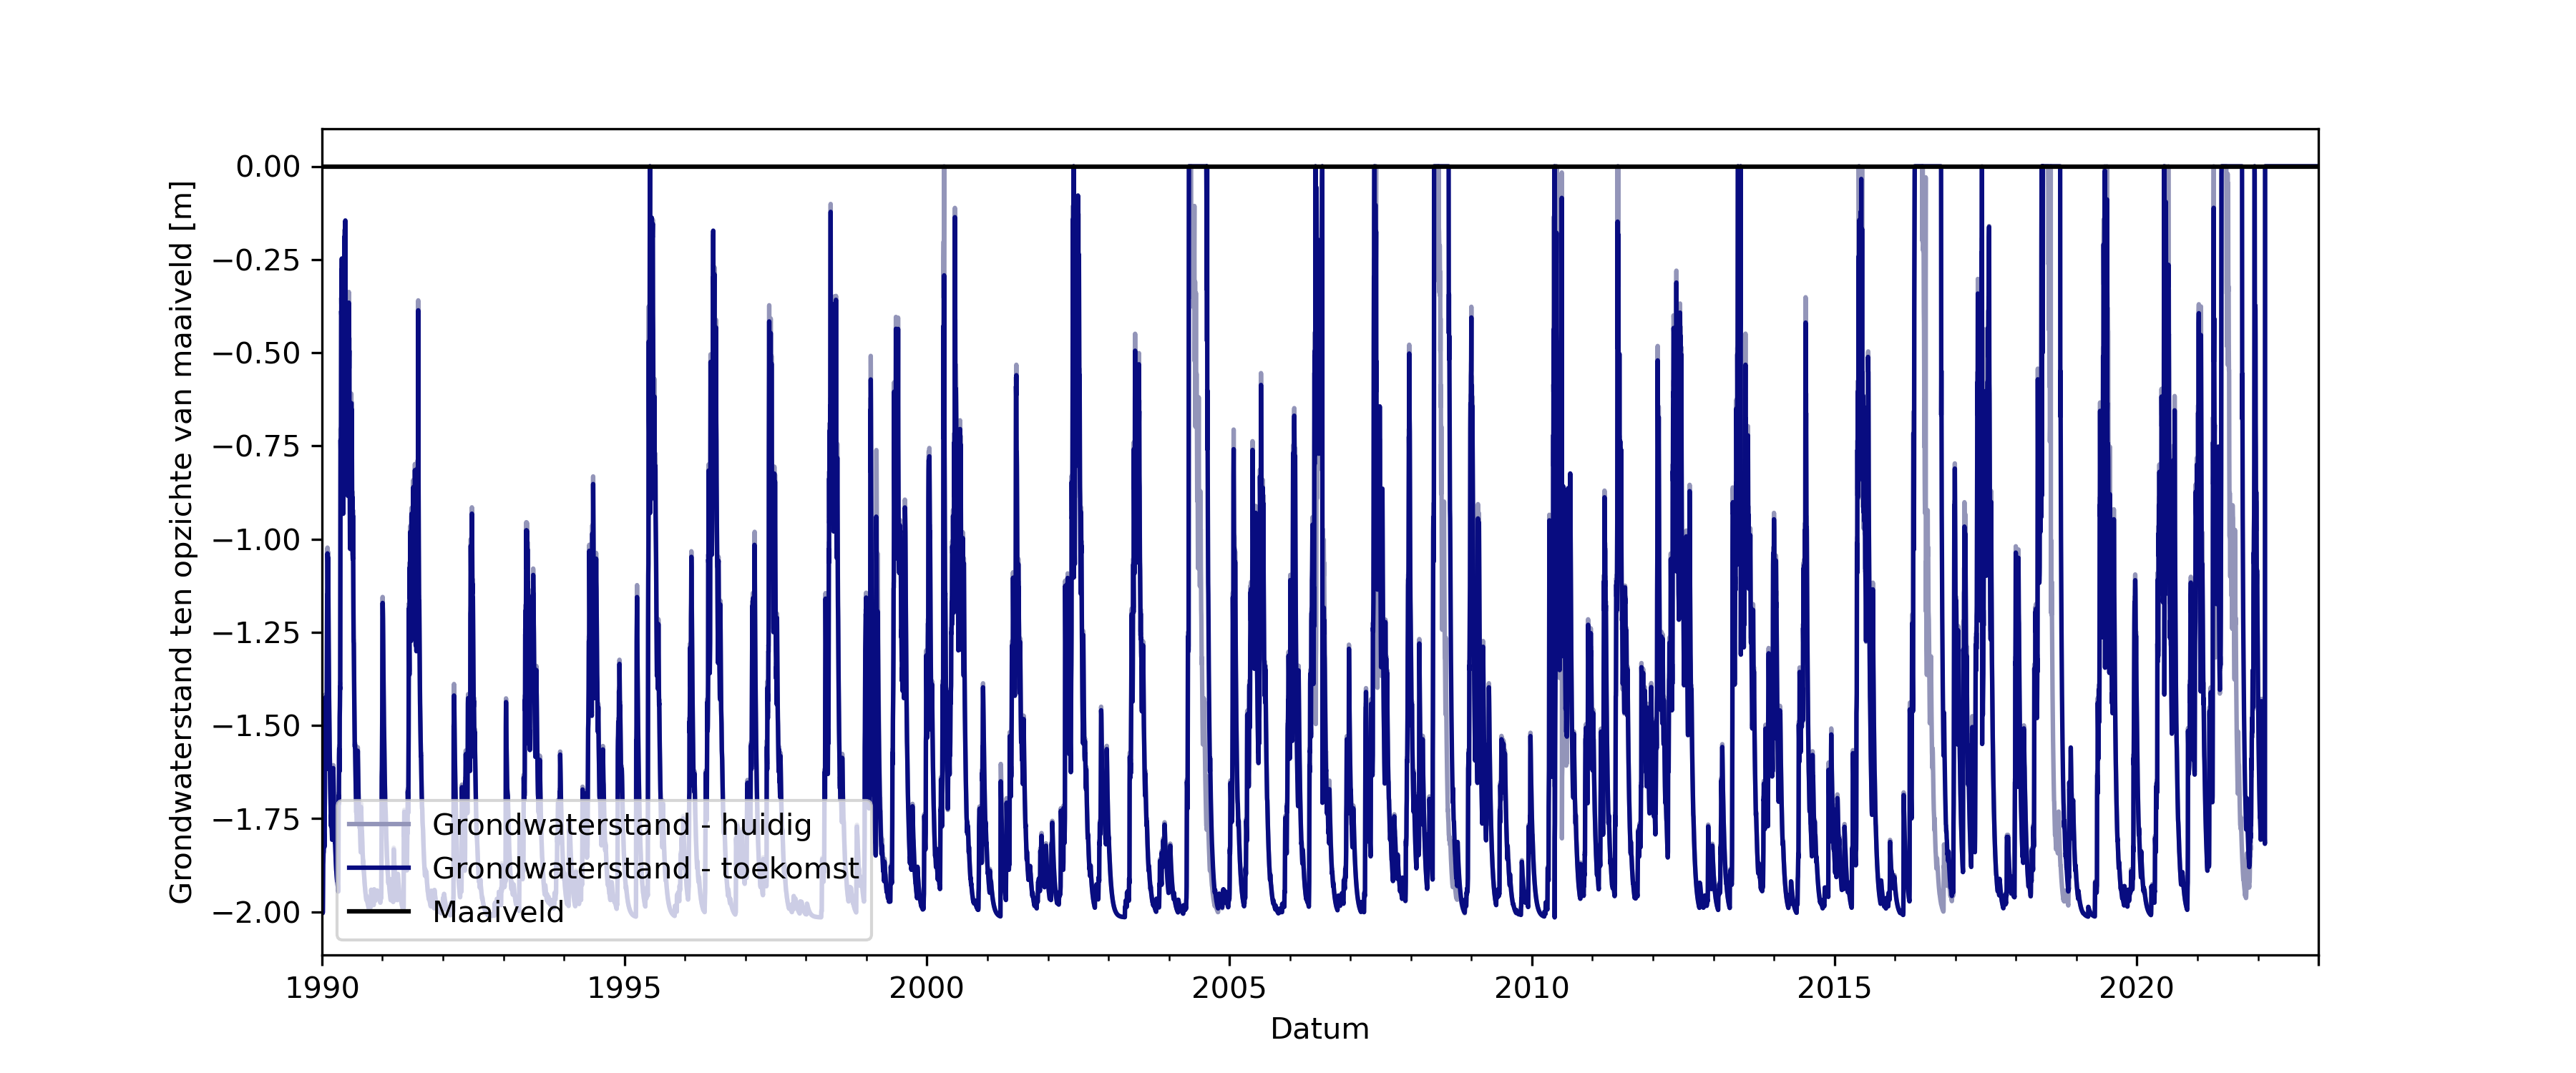 Grondwaterstand ten opzichte van maaiveld [m]
0.00
−0.25
−0.50
−0.75
−1.00
−1.25
−1.50
−1.75
−2.00
Grondwaterstand - huidig
Grondwaterstand - toekomst
Maaiveld
1990 1995 2000 2005 2010 2015 2020
Datum